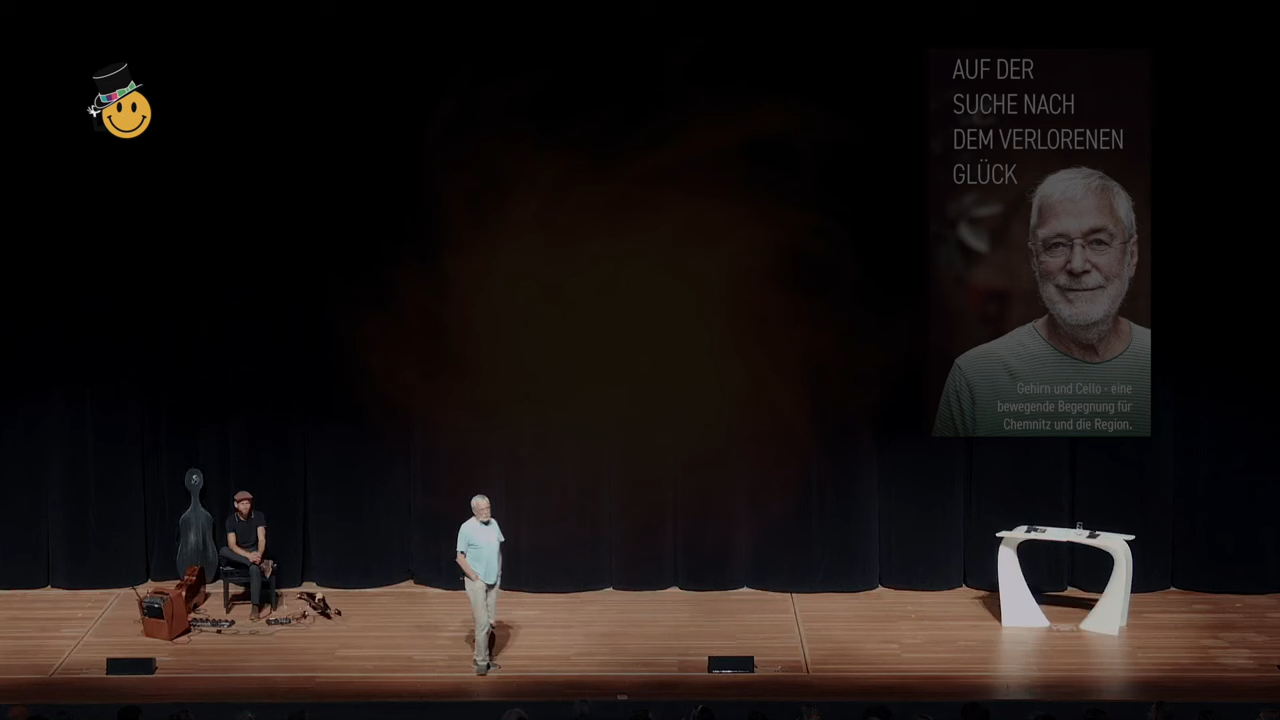 AUF DER
SUCHE NACH
DEM VERLORENEN
GLÜCK
Gehirn und Cello - eine
bewegende Begegnung für
Chemnitz und die Region.